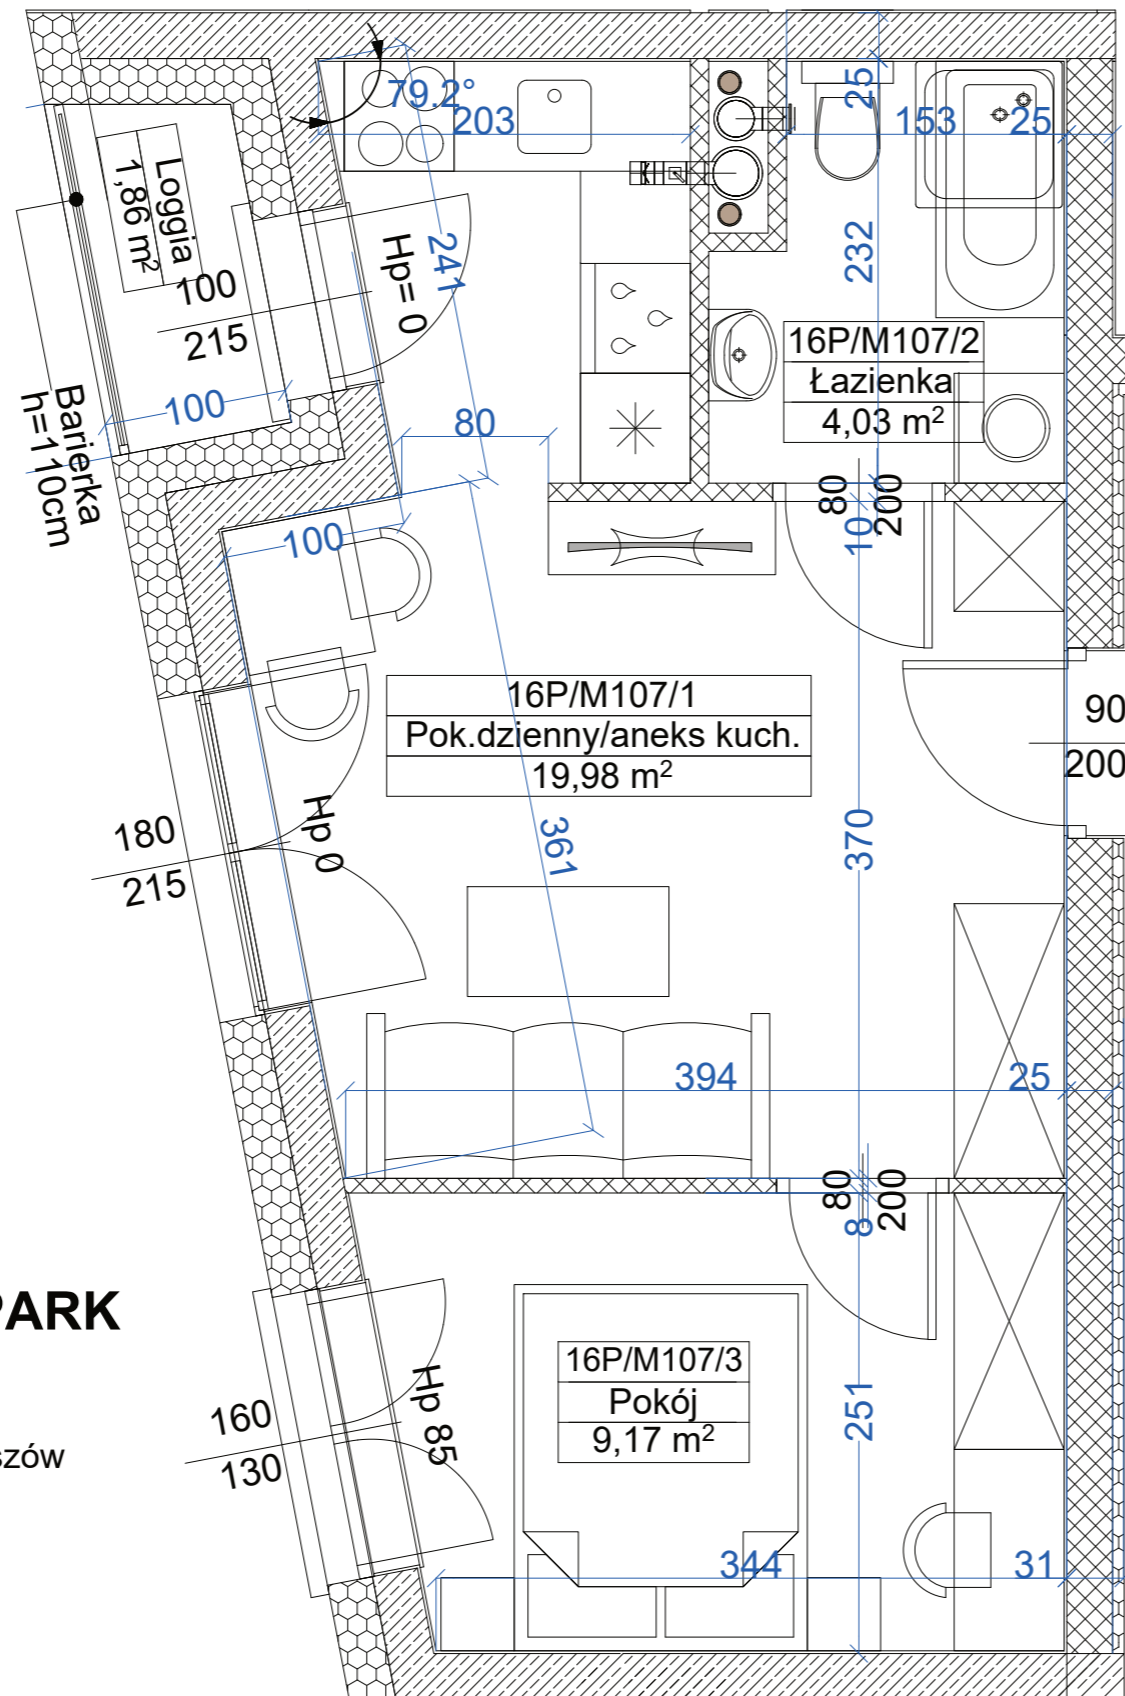 79.2°
203
25
153
25
Loggia
1,86 m²
100
215
Hp= 0
241
232
16P/M107/2
Łazienka
4,03 m²
Barierka
h=110cm
100
80
80
200
10
100
16P/M107/1
Pok.dzienny/aneks kuch.
19,98 m²
90
200
180
215
Hp 0
361
370
394
25
80
200
8
PARK
16P/M107/3
Pokój
9,17 m²
251
160
130
Hp 85
szów
344
31